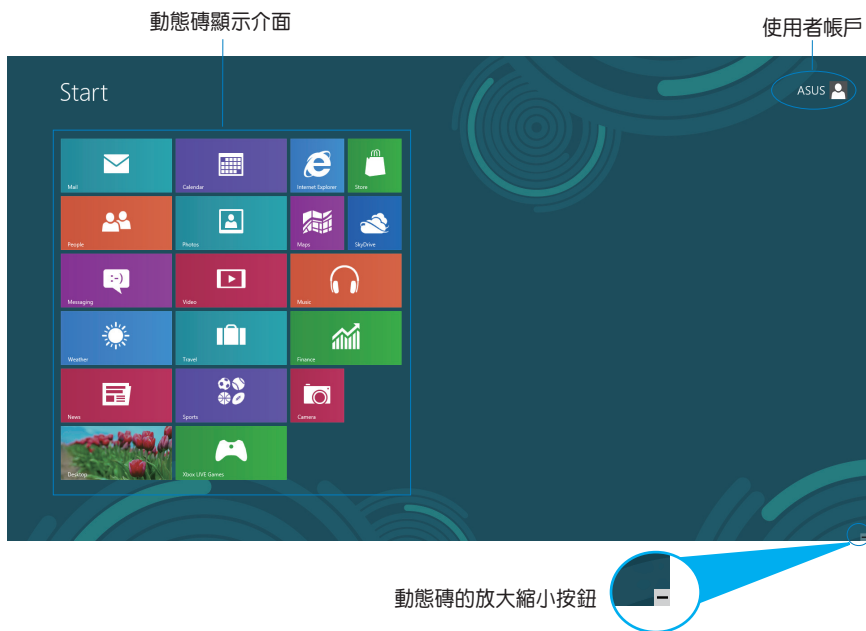 動態磚顯示介面
使用者帳戶
Start
ASUS
Mail
Calendar
Internet Explorer
Store
People
Photos
Maps
SkyDrive
Messaging
Video
Music
Weather
Travel
Finance
News
Sports
Camera
Desktop
Xbox LIVE Games
動態磚的放大縮小按鈕